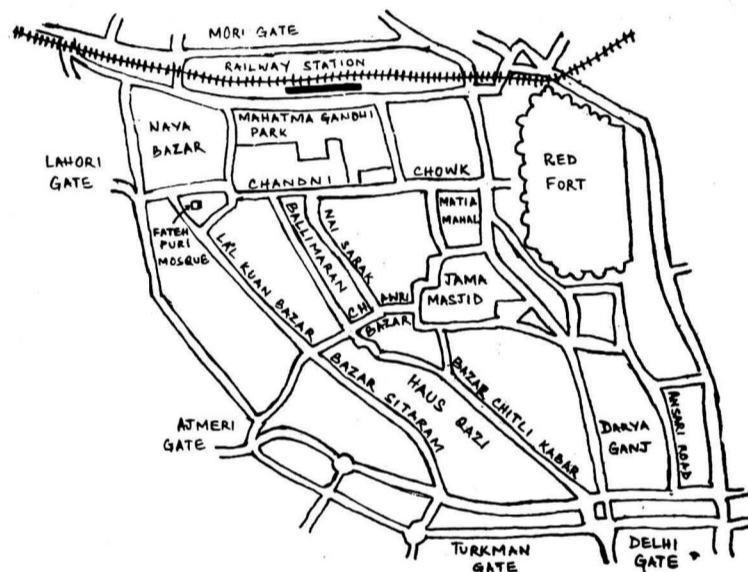 MORI GATE
RAILWAY STATION
NAYA
BAZAR
MAHATMA GANDHI
PARK
LAHORI
GATE
CHANDNI
CHOWK
RED
FORT
FATEH
PURI
MOSQUE
LAL KUAN BAZAR
BALLIMARAN
NAI SARAK
MATIA
MAHAL
JAMA
MASJID
CHAWRI
BAZAR
BAZAR SITARAM
HAUS QAZI
BAZAR CHITLI KABAR
DARYA
GANJ
ANSARI ROAD
AJMERI
GATE
TURKMAN
GATE
DELHI
GATE